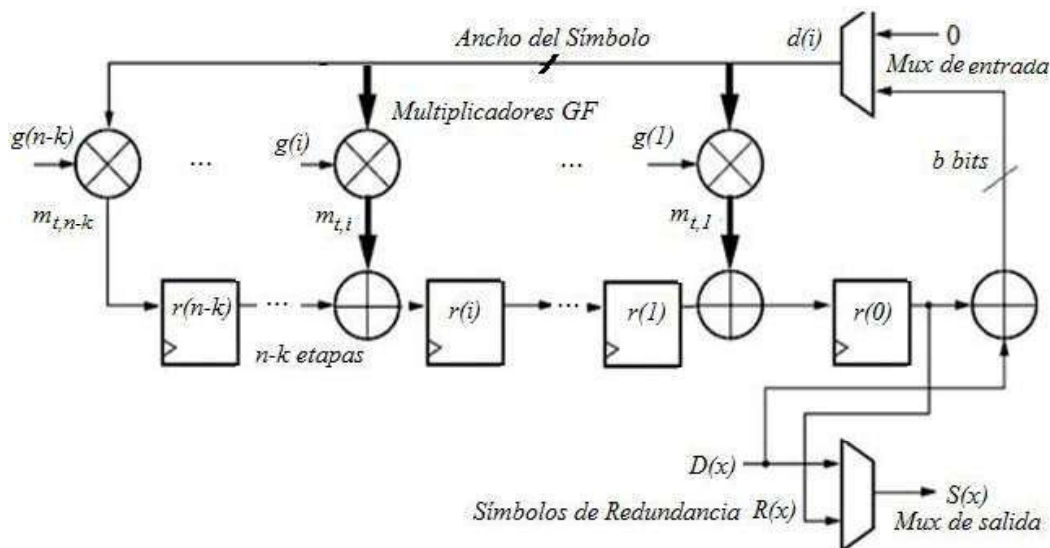 Ancho del Símbolo
d(i)
0
Mux de entrada
Multiplicadores GF
g(n-k)
...
g(i)
...
g(1)
b bits
m_{t,n-k}
m_{t,i}
m_{t,1}
r(n-k)
...
r(i)
...
r(1)
r(0)
n-k etapas
D(x)
S(x)
Símbolos de Redundancia R(x)
Mux de salida